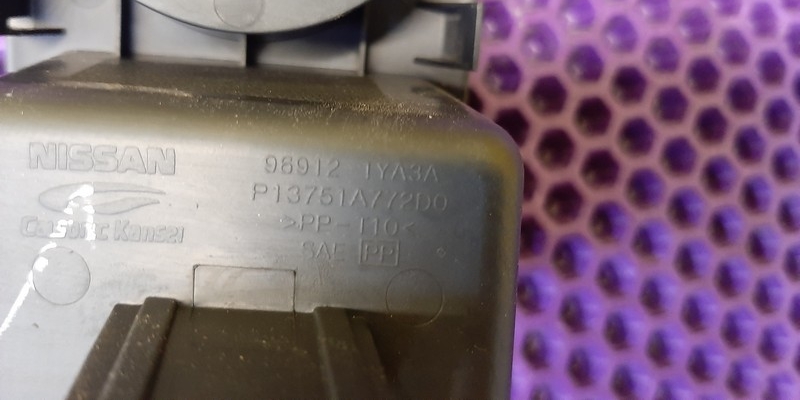 NISSAN
Calsonic Kansei
96912 1YA3A
P13751A772D0
>PP-T10<
SAE PP